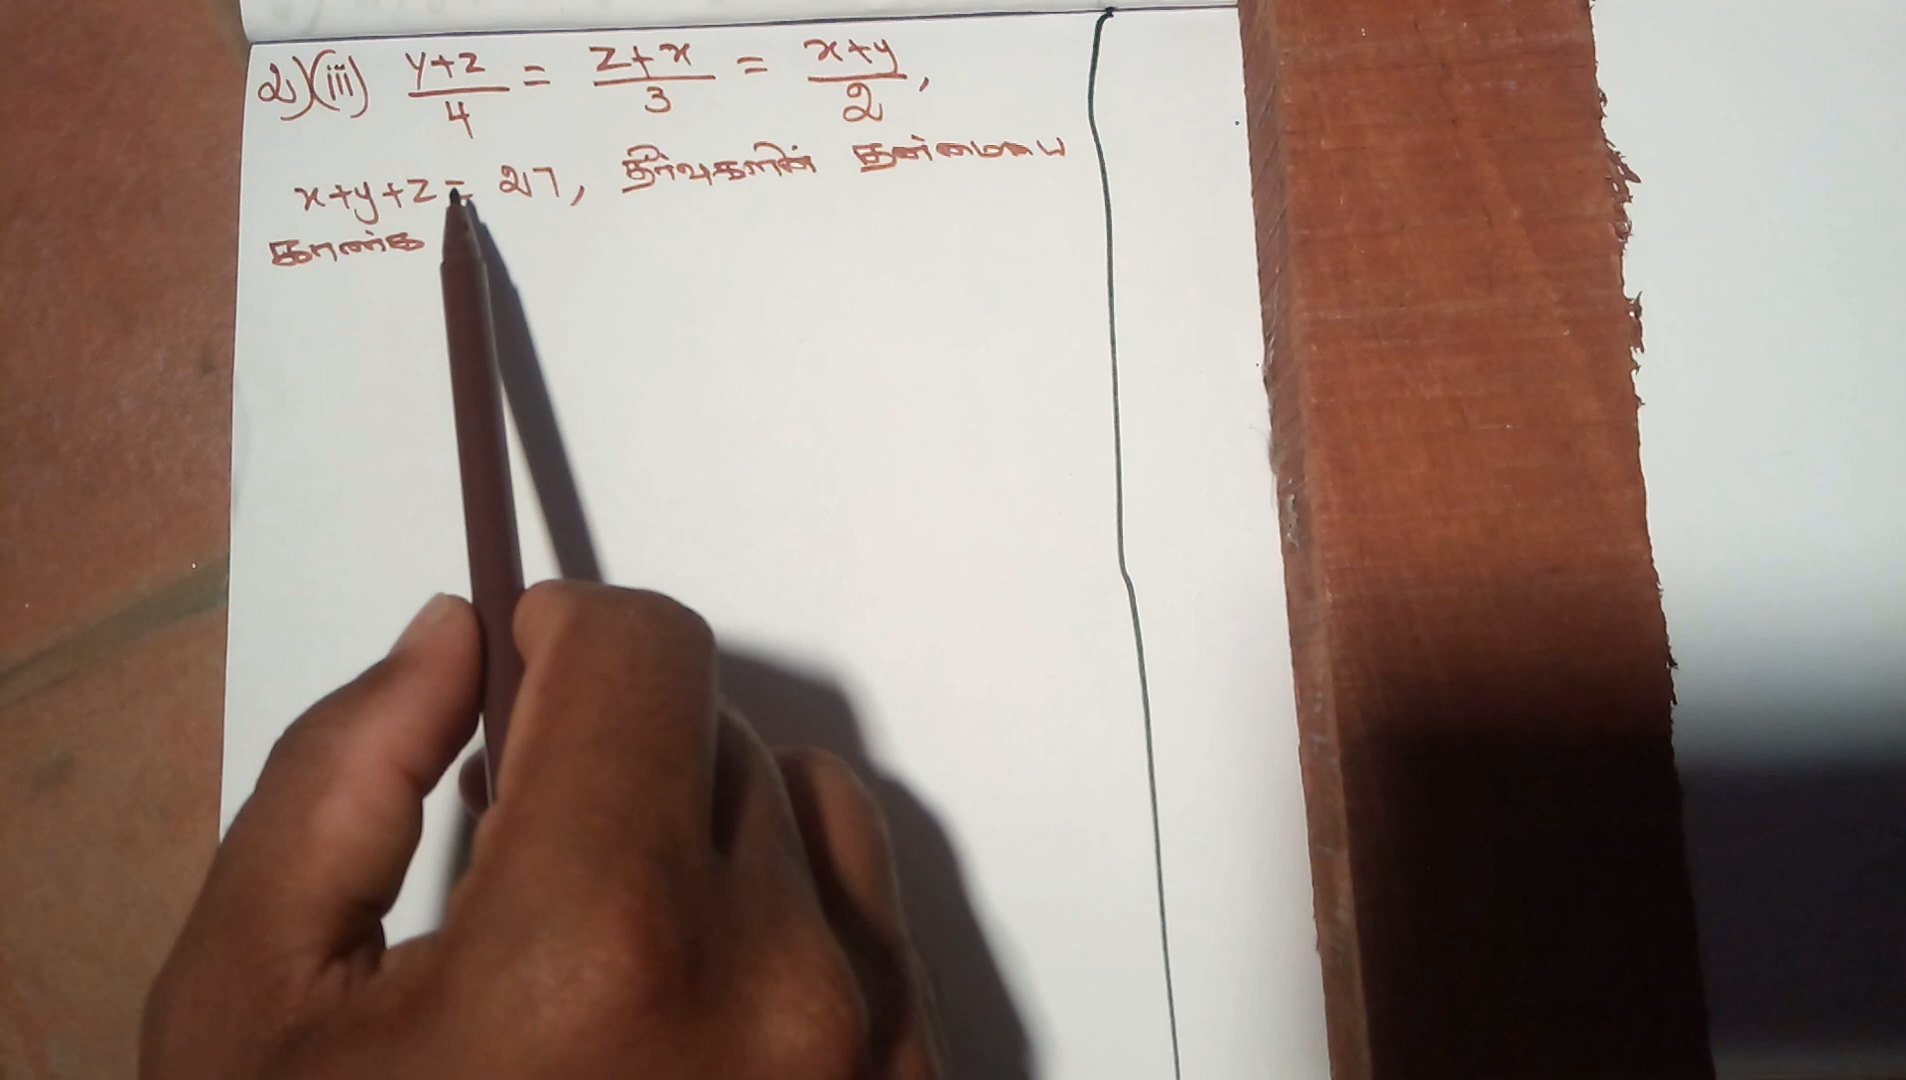 2)(iii) y+z/4 = z+x/3 = x+y/2,
x+y+z = 27, தீர்வுகளின் தன்மையை
காண்க